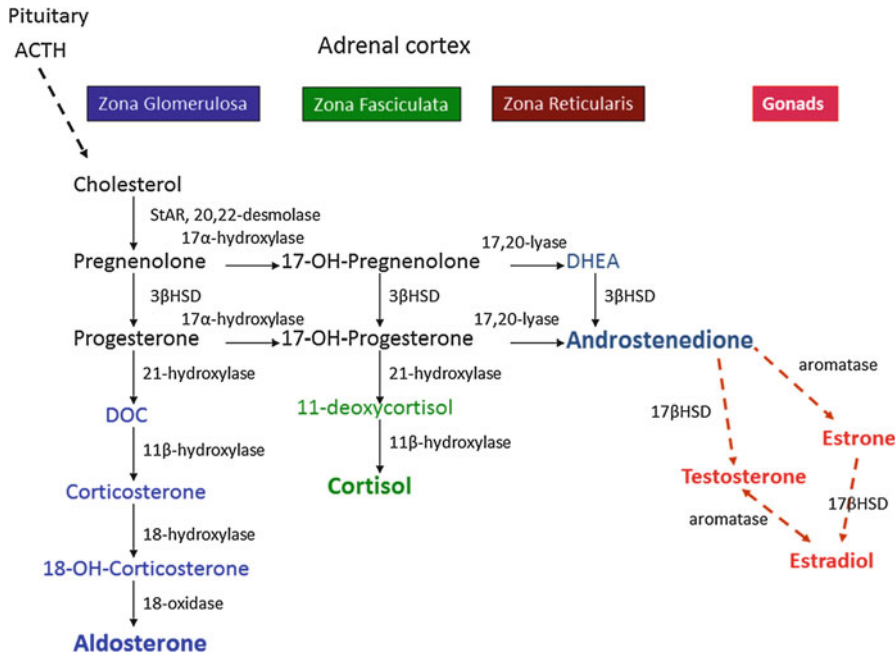 Pituitary
ACTH
Adrenal cortex
Zona Glomerulosa
Zona Fasciculata
Zona Reticularis
Gonads
Cholesterol
StAR, 20,22-desmolase
17α-hydroxylase
17,20-lyase
Pregnenolone
17-OH-Pregnenolone
DHEA
3βHSD
3βHSD
3βHSD
17α-hydroxylase
17,20-lyase
Progesterone
17-OH-Progesterone
Androstenedione
21-hydroxylase
21-hydroxylase
aromatase
DOC
11-deoxycortisol
17βHSD
Estrone
11β-hydroxylase
11β-hydroxylase
Corticosterone
Cortisol
Testosterone
17βHSD
18-hydroxylase
aromatase
18-OH-Corticosterone
Estradiol
18-oxidase
Aldosterone